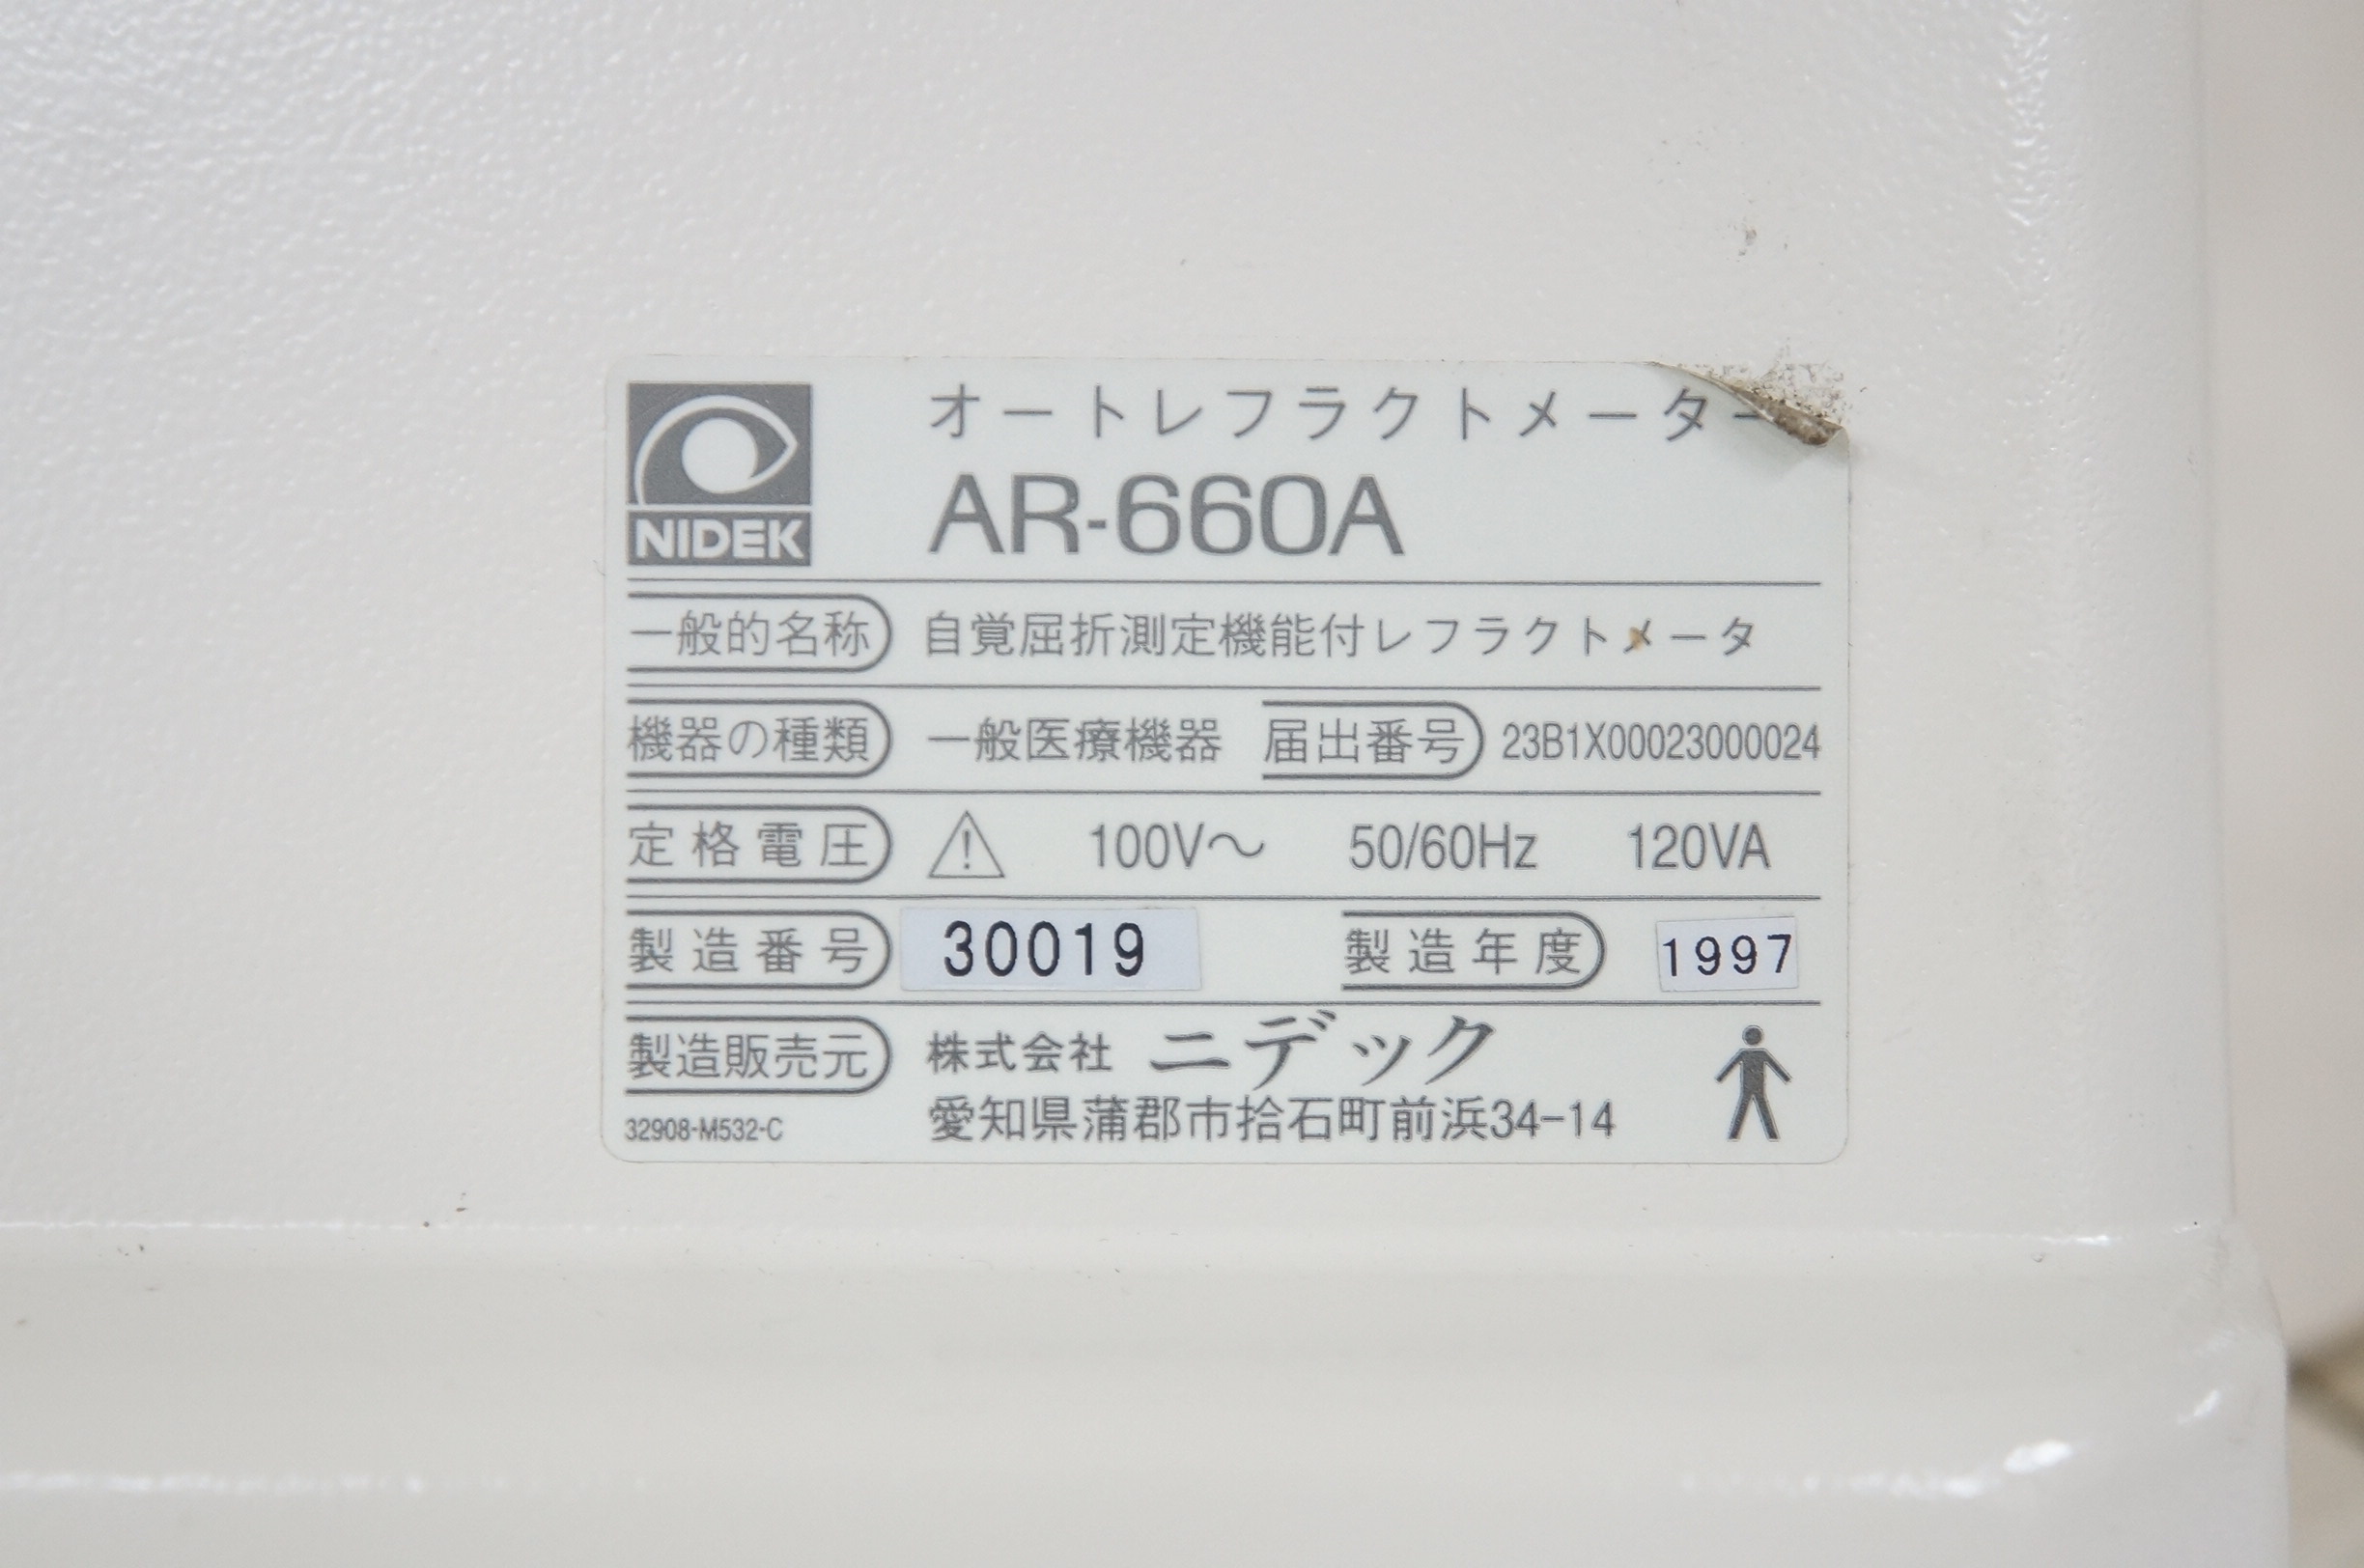 オートレフラクトメーター
NIDEK
AR-660A
一般的名称 自覚屈折測定機能付レフラクトメータ
機器の種類 一般医療機器 届出番号 23B1X00023000024
定格電圧 100V〜 50/60Hz 120VA
製造番号 30019 製造年度 1997
製造販売元 株式会社 ニデック
愛知県蒲郡市拾石町前浜34-14
32908-M532-C